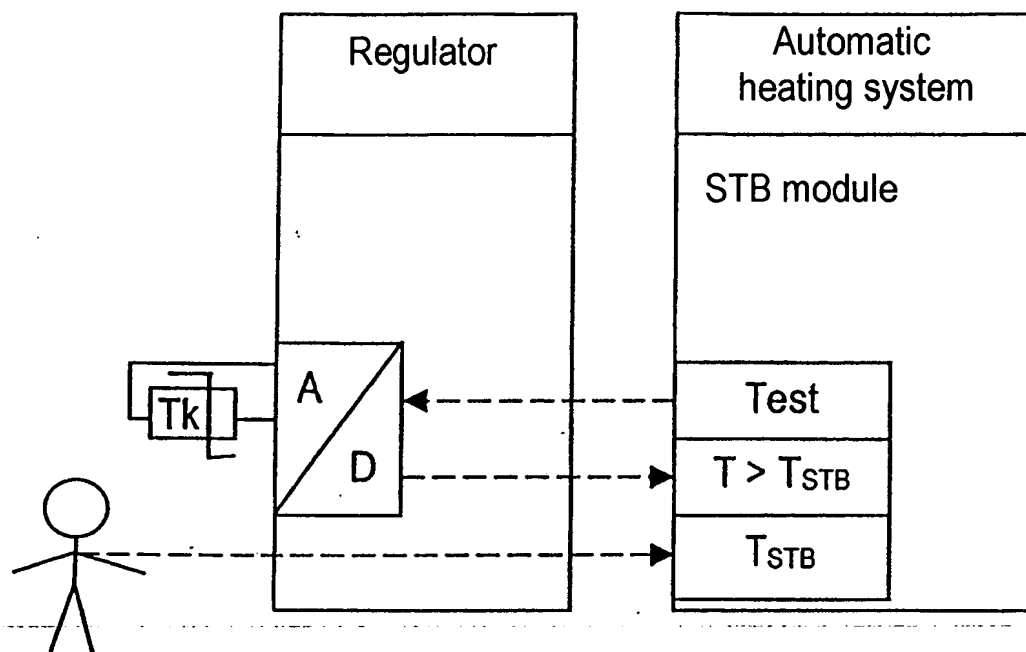 Regulator
Automatic
heating system
STB module
Tk
A
D
Test
T > TSTB
TSTB